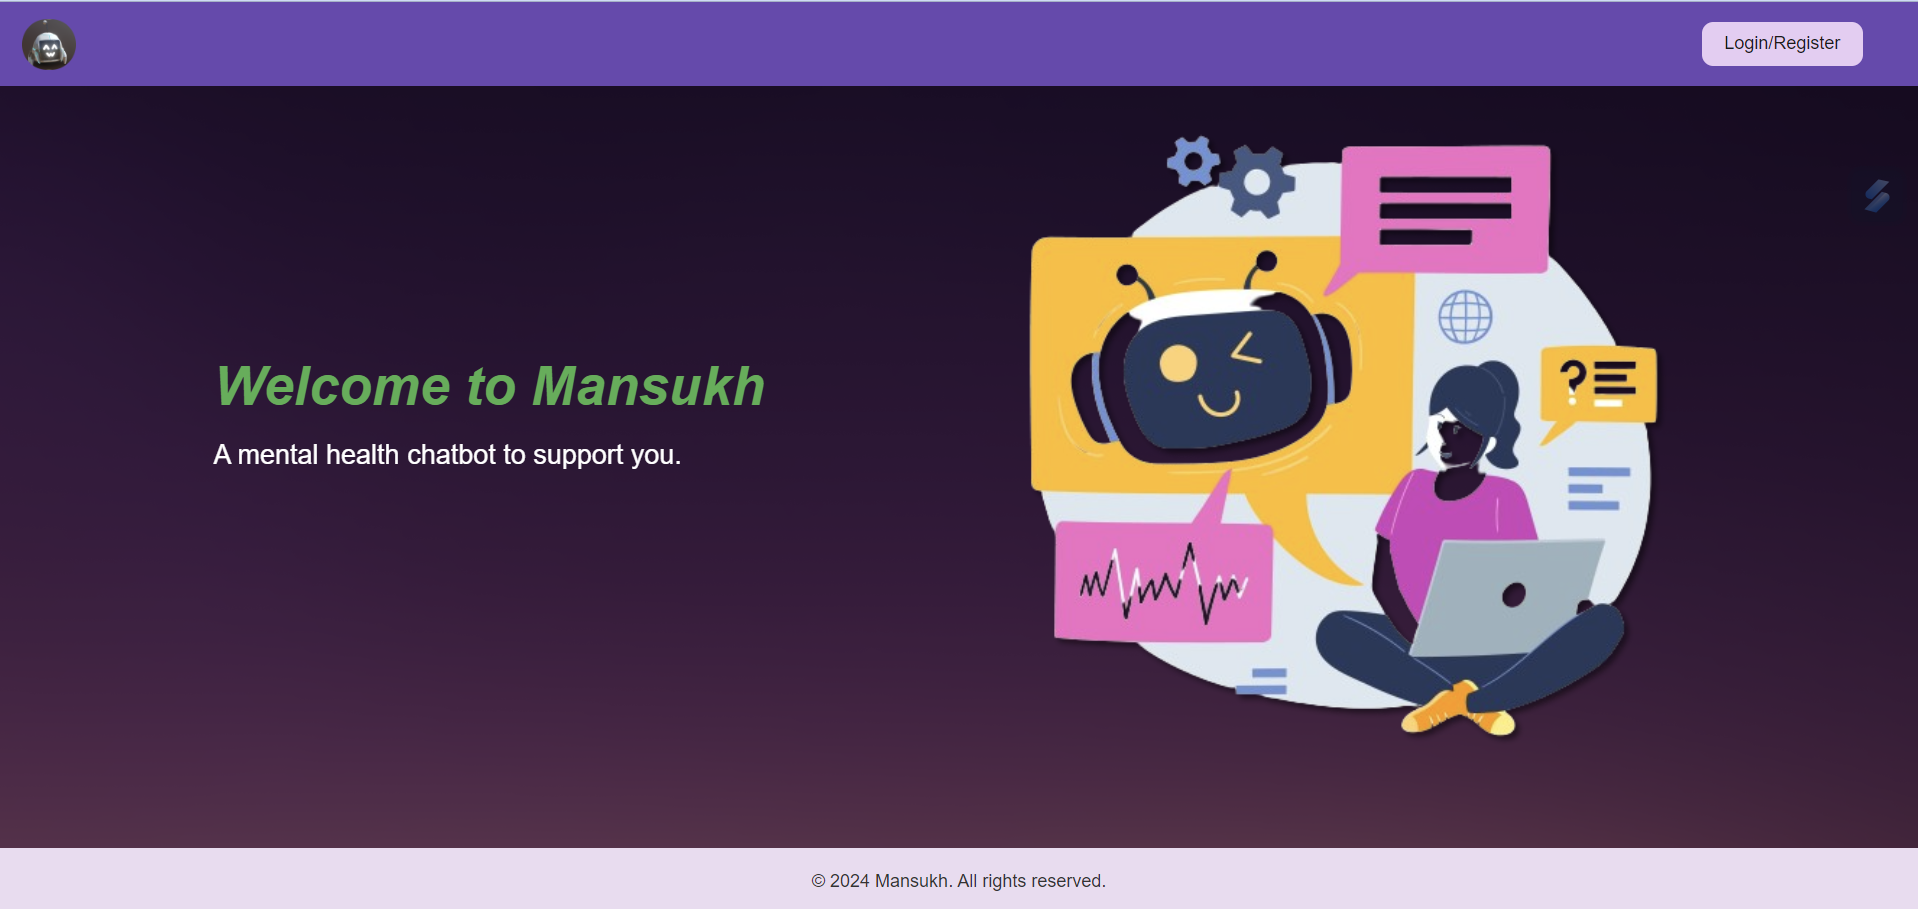 Login/Register
Welcome to Mansukh
A mental health chatbot to support you.
?
© 2024 Mansukh. All rights reserved.